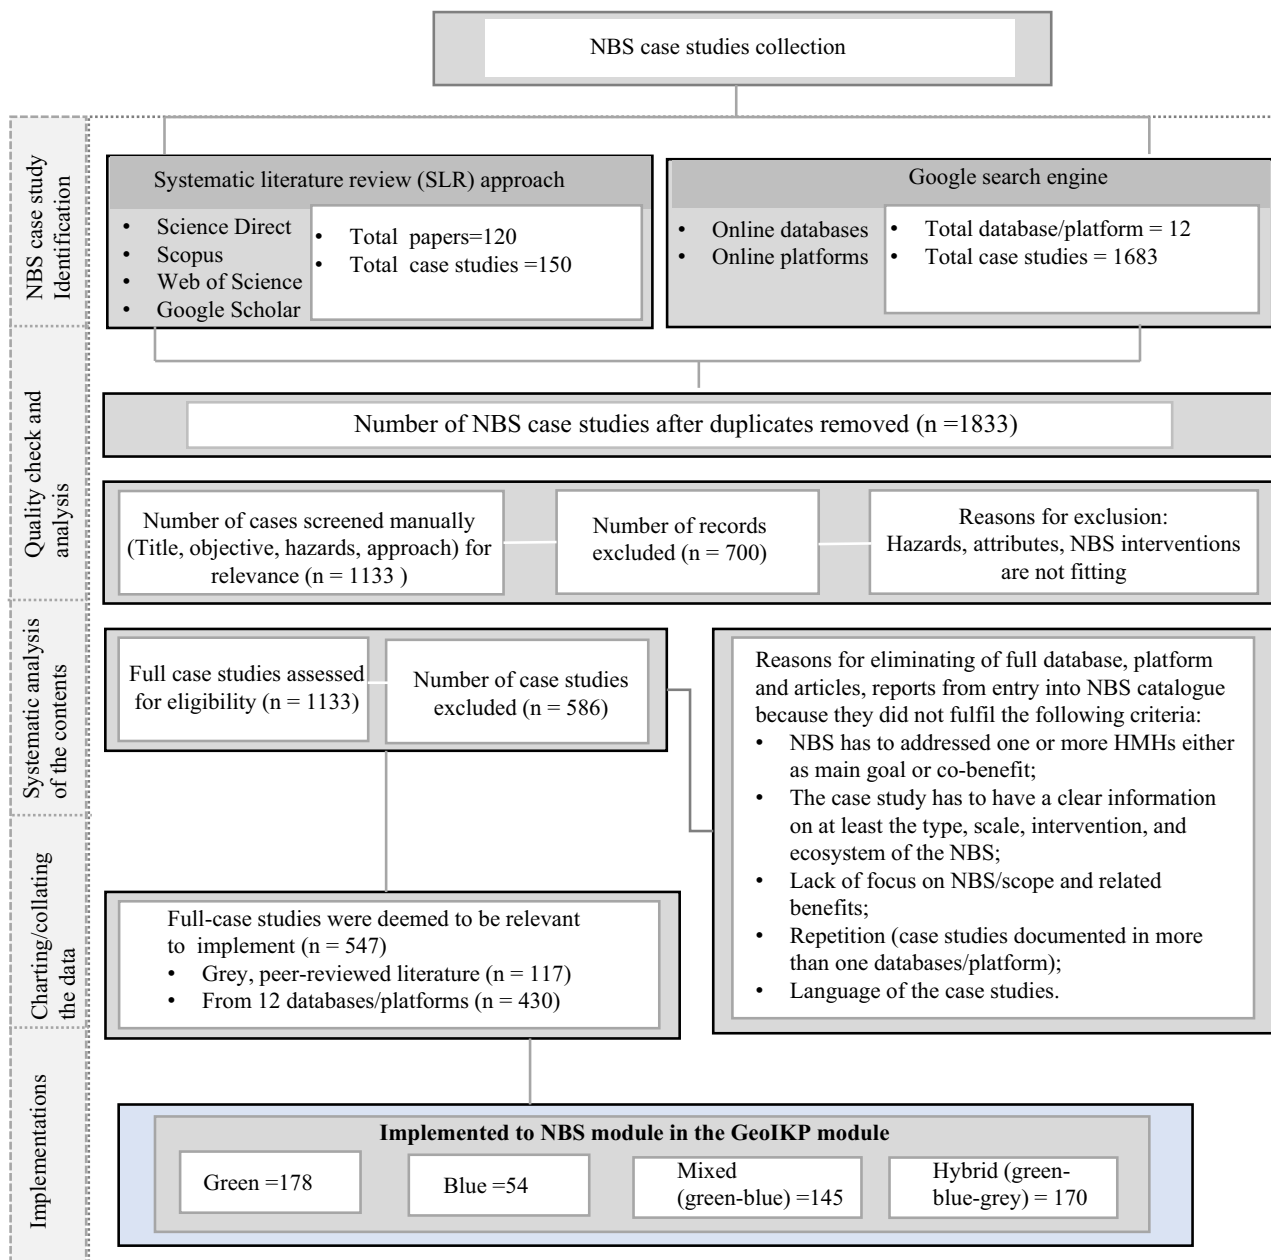 NBS case studies collection
NBS case study
Identification
Systematic literature review (SLR) approach
• Science Direct
• Scopus
• Web of Science
• Google Scholar
• Total papers=120
• Total case studies =150
Google search engine
• Online databases
• Online platforms
• Total database/platform = 12
• Total case studies = 1683
Quality check and
analysis
Number of NBS case studies after duplicates removed (n =1833)
Number of cases screened manually
(Title, objective, hazards, approach) for
relevance (n = 1133 )
Number of records
excluded (n = 700)
Reasons for exclusion:
Hazards, attributes, NBS interventions
are not fitting
Systematic analysis
of the contents
Full case studies assessed
for eligibility (n = 1133)
Number of case studies
excluded (n = 586)
Reasons for eliminating of full database, platform
and articles, reports from entry into NBS catalogue
because they did not fulfil the following criteria:
• NBS has to addressed one or more HMHs either
as main goal or co-benefit;
• The case study has to have a clear information
on at least the type, scale, intervention, and
ecosystem of the NBS;
• Lack of focus on NBS/scope and related
benefits;
• Repetition (case studies documented in more
than one databases/platform);
• Language of the case studies.
Charting/collating
the data
Full-case studies were deemed to be relevant
to implement (n = 547)
• Grey, peer-reviewed literature (n = 117)
• From 12 databases/platforms (n = 430)
Implementations
Implemented to NBS module in the GeoIKP module
Green =178
Blue =54
Mixed
(green-blue) =145
Hybrid (green-
blue-grey) = 170